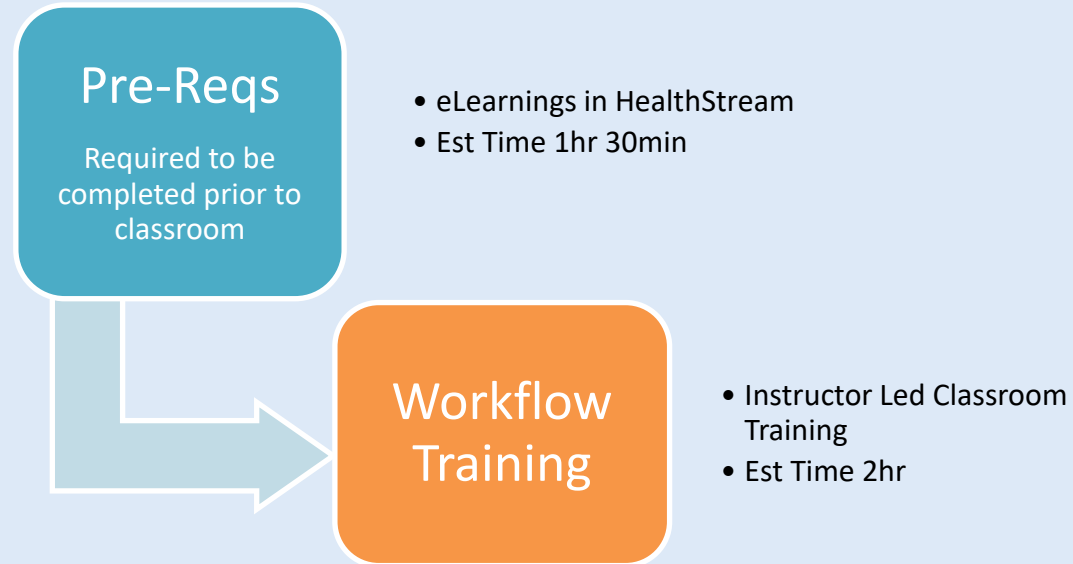 Pre-Reqs
Required to be
completed prior to
classroom
• eLearnings in HealthStream
• Est Time 1hr 30min
Workflow
Training
• Instructor Led Classroom
Training
• Est Time 2hr